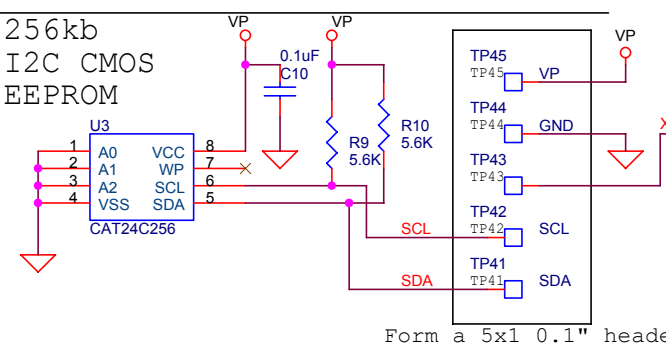 256kb
I2C CMOS
EEPROM
VP
VP
VP
0.1uF
C10
U3
1 A0 VCC 8
2 A1 WP 7
3 A2 SCL 6
4 VSS SDA 5
CAT24C256
R9
5.6K
R10
5.6K
TP45
TP45 VP
TP44
TP44 GND
TP43
TP43
TP42
SCL TP42 SCL
TP41
SDA TP41 SDA
Form a 5x1 0.1" heade